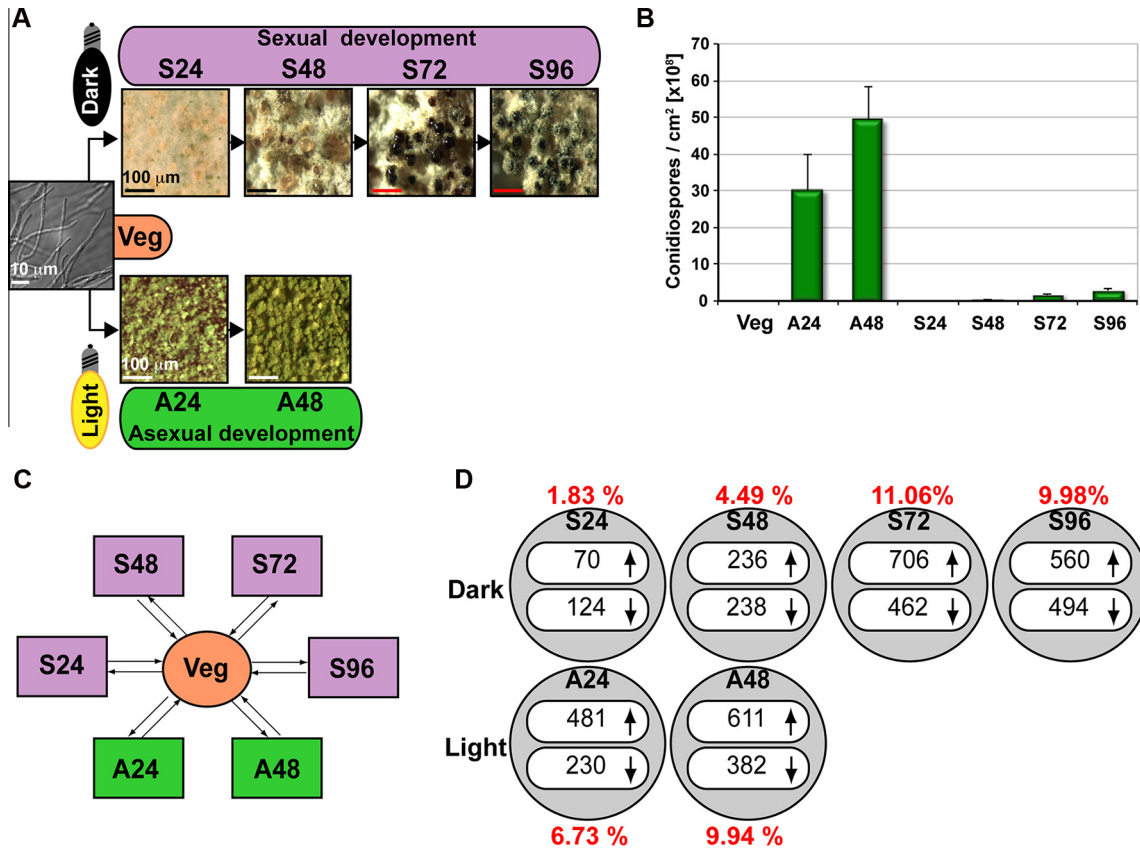 A
Dark
Sexual development
S24 S48 S72 S96
100 μm
Veg
10 μm
100 μm
Light
A24 A48
Asexual development
B
Conidiospores / cm² [x10⁸]
70
60
50
40
30
20
10
0
Veg A24 A48 S24 S48 S72 S96
C
S48 S72
S24 Veg S96
A24 A48
D
1.83 % 4.49 % 11.06% 9.98%
S24 S48 S72 S96
70 ↑ 236 ↑ 706 ↑ 560 ↑
Dark
124 ↓ 238 ↓ 462 ↓ 494 ↓
A24 A48
481 ↑ 611 ↑
Light
230 ↓ 382 ↓
6.73 % 9.94 %